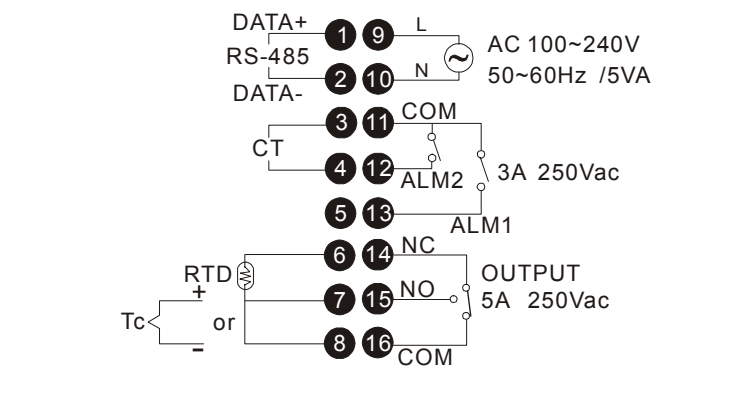 DATA+
1
9
L
RS-485
AC 100~240V
2
10
N
50~60Hz /5VA
DATA-
3
11
COM
CT
4
12
ALM2
3A 250Vac
5
13
ALM1
6
14
NC
RTD
OUTPUT
+
7
15
NO
5A 250Vac
Tc
or
-
8
16
COM